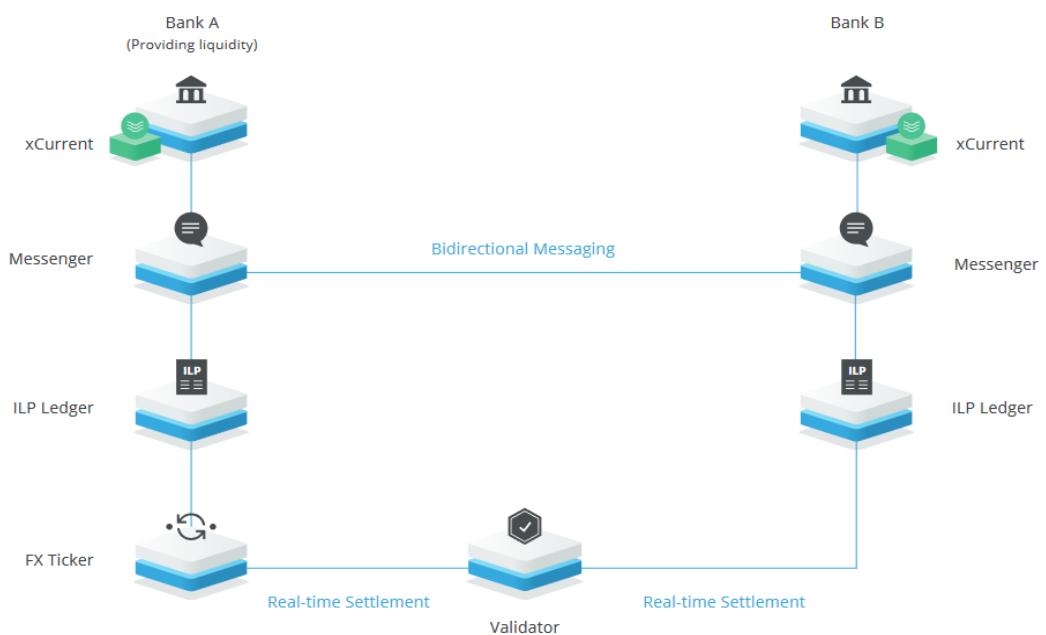 Bank A
(Providing liquidity)
Bank B
xCurrent
xCurrent
Messenger
Bidirectional Messaging
Messenger
ILP
ILP
ILP Ledger
ILP Ledger
FX Ticker
Real-time Settlement
Real-time Settlement
Validator